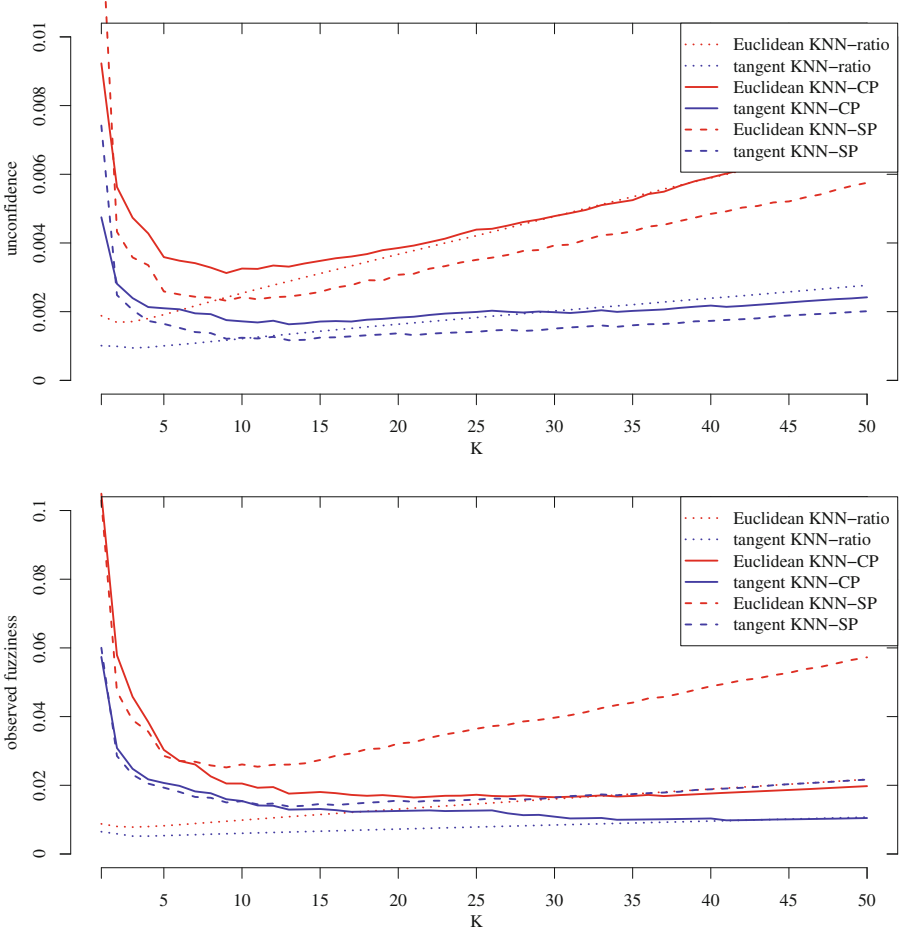 Euclidean KNN−ratio
tangent KNN−ratio
Euclidean KNN−CP
tangent KNN−CP
Euclidean KNN−SP
tangent KNN−SP
unconfidence
0.01
0.008
0.006
0.004
0.002
0
5 10 15 20 25 30 35 40 45 50
K
Euclidean KNN−ratio
tangent KNN−ratio
Euclidean KNN−CP
tangent KNN−CP
Euclidean KNN−SP
tangent KNN−SP
observed fuzziness
0.1
0.08
0.06
0.04
0.02
0
5 10 15 20 25 30 35 40 45 50
K